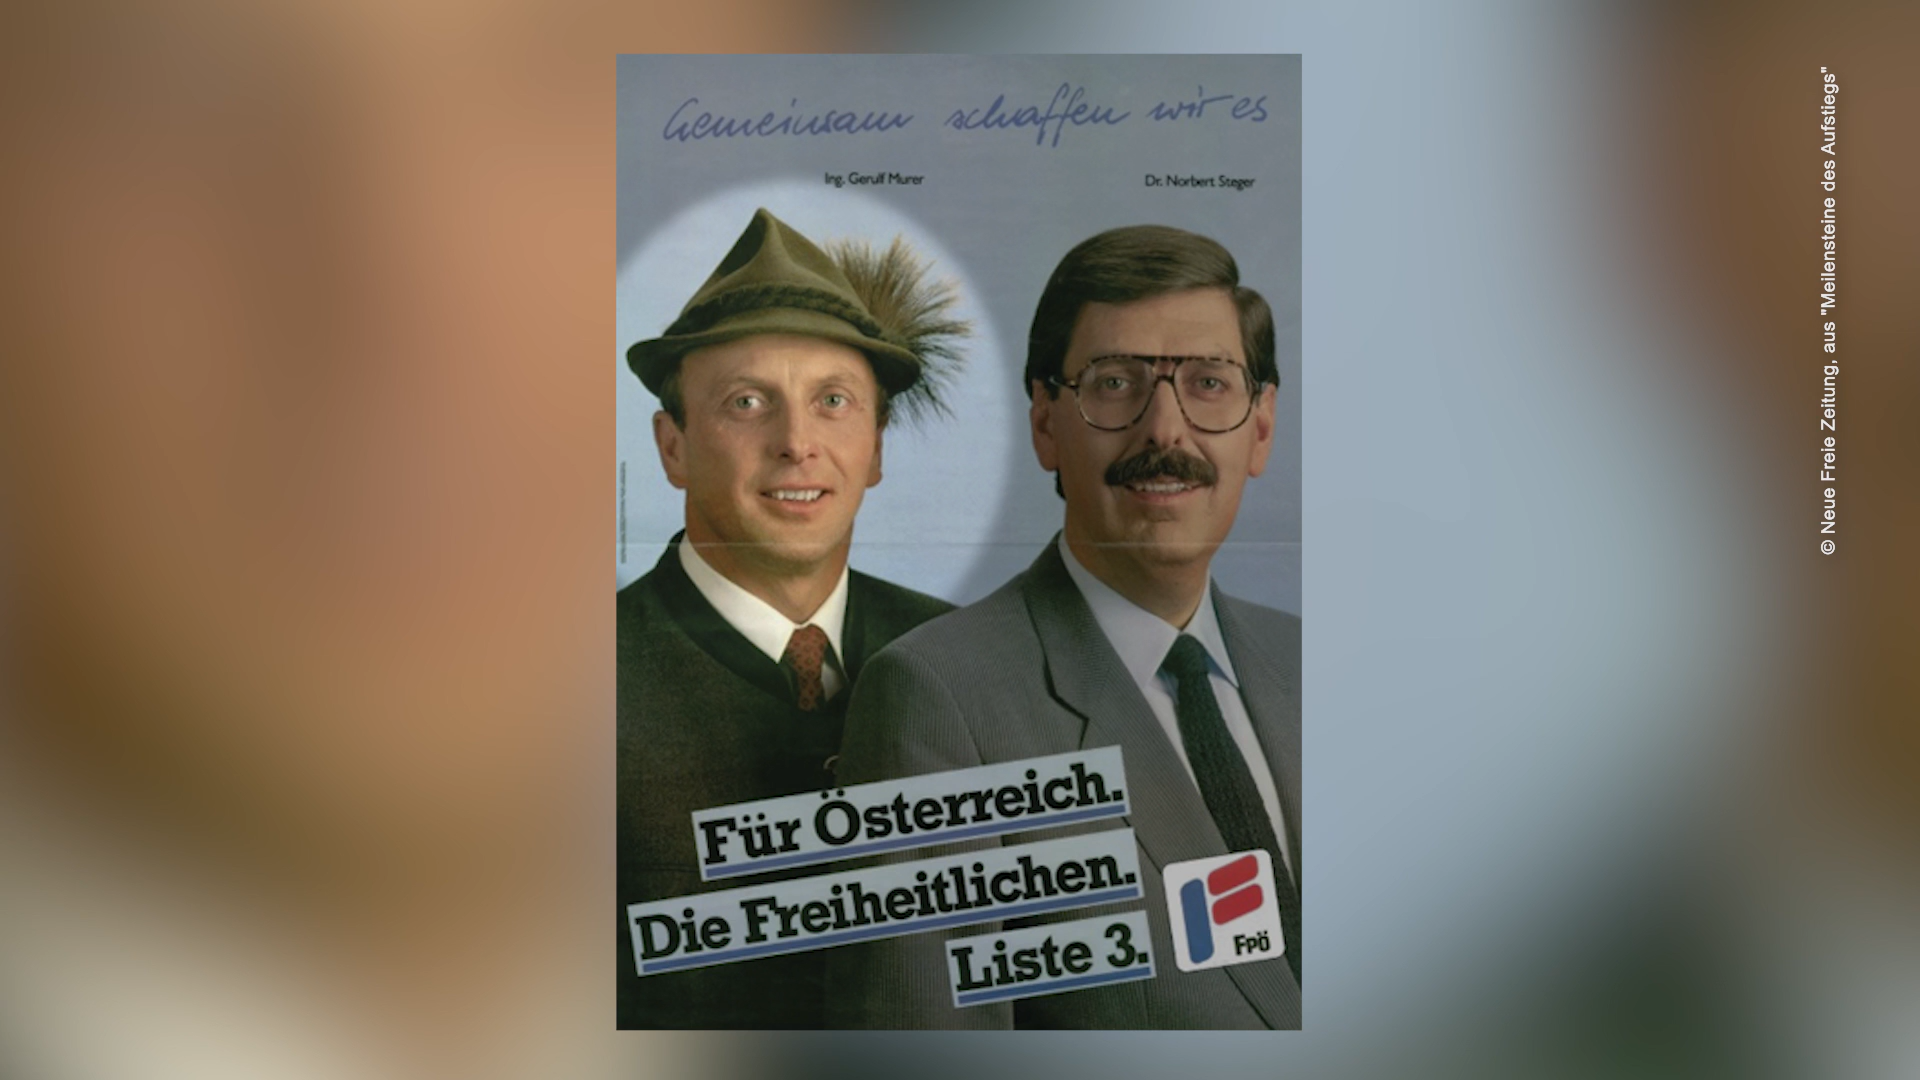 Gemeinsam schaffen wir es
Ing. Gerulf Murer
Dr. Norbert Steger
Für Österreich.
Die Freiheitlichen.
Liste 3.
FPÖ
© Neue Freie Zeitung, aus "Meilensteine des Aufstiegs"